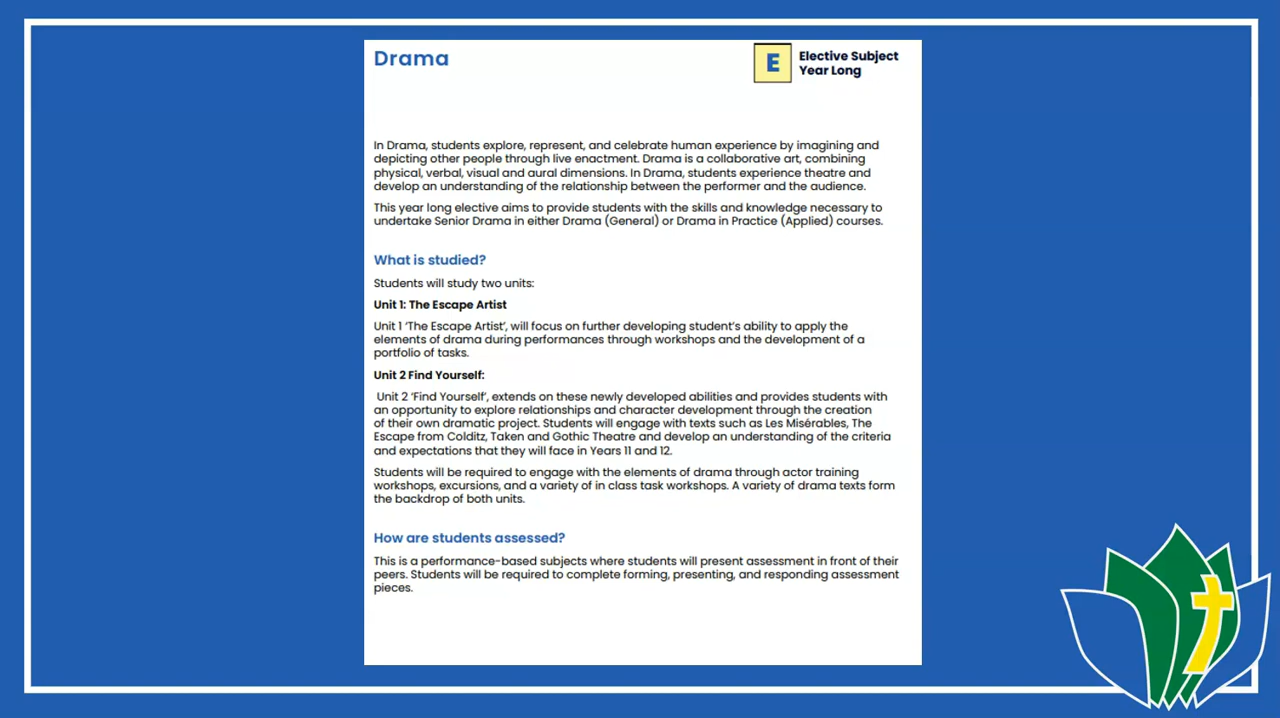 Drama
E
Elective Subject
Year Long
In Drama, students explore, represent, and celebrate human experience by imagining and
depicting other people through live enactment. Drama is a collaborative art, combining
physical, verbal, visual and aural dimensions. In Drama, students experience theatre and
develop an understanding of the relationship between the performer and the audience.
This year long elective aims to provide students with the skills and knowledge necessary to
undertake Senior Drama in either Drama (General) or Drama in Practice (Applied) courses.
What is studied?
Students will study two units:
Unit 1: The Escape Artist
Unit 1 ‘The Escape Artist’, will focus on further developing student’s ability to apply the
elements of drama during performances through workshops and the development of a
portfolio of tasks.
Unit 2 Find Yourself:
Unit 2 ‘Find Yourself’, extends on these newly developed abilities and provides students with
an opportunity to explore relationships and character development through the creation
of their own dramatic project. Students will engage with texts such as Les Misérables, The
Escape from Colditz, Taken and Gothic Theatre and develop an understanding of the criteria
and expectations that they will face in Years 11 and 12.
Students will be required to engage with the elements of drama through actor training
workshops, excursions, and a variety of in class task workshops. A variety of drama texts form
the backdrop of both units.
How are students assessed?
This is a performance-based subjects where students will present assessment in front of their
peers. Students will be required to complete forming, presenting, and responding assessment
pieces.